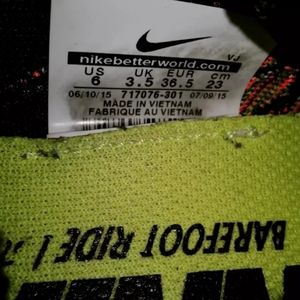 nikebetterworld.com
VJ
US UK EUR cm
6 3.5 36.5 23
06/10/15 717076-301 07/09/15
MADE IN VIETNAM
FABRIQUE AU VIETNAM
BAREFOOT RIDE